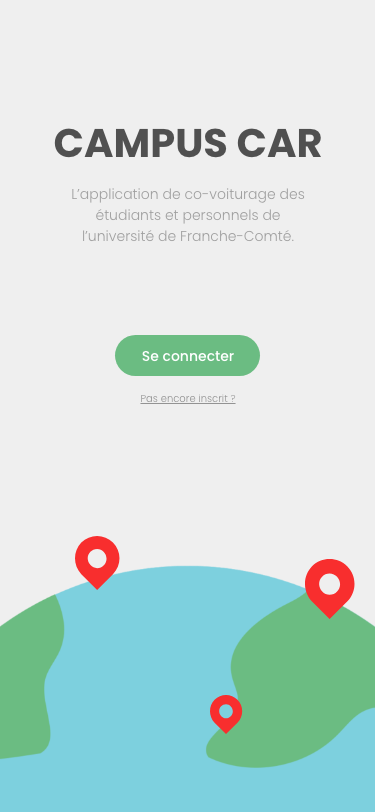 CAMPUS CAR
L’application de co-voiturage des
étudiants et personnels de
l’université de Franche-Comté.
Se connecter
Pas encore inscrit ?